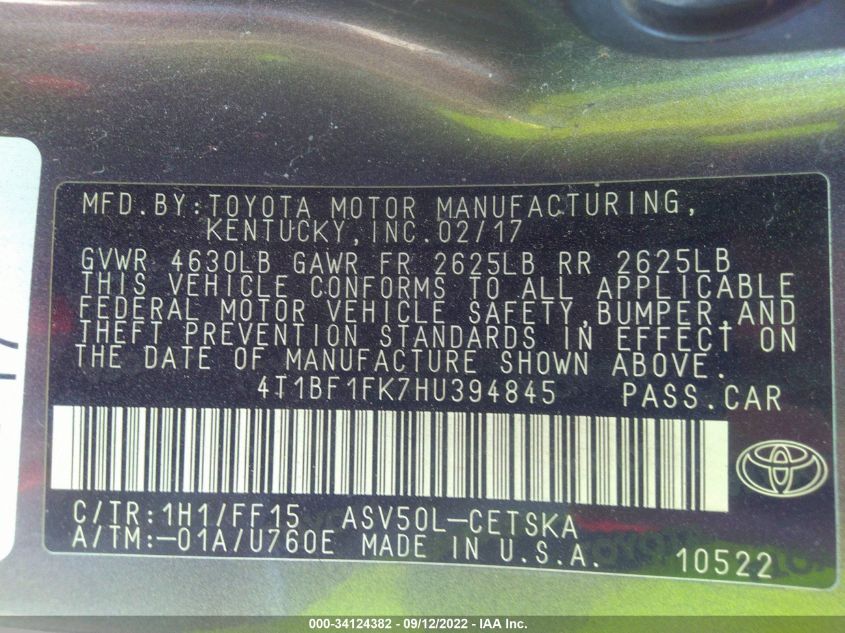 MFD.BY:TOYOTA MOTOR MANUFACTURING,
KENTUCKY,INC.02/17
GVWR 4630LB GAWR FR 2625LB RR 2625LB
THIS VEHICLE CONFORMS TO ALL APPLICABLE
FEDERAL MOTOR VEHICLE SAFETY,BUMPER,AND
THEFT PREVENTION STANDARDS IN EFFECT ON
THE DATE OF MANUFACTURE SHOWN ABOVE.
4T1BF1FK7HU394845 PASS.CAR
C/TR:1H1/FF15 ASV50L-CETSKA
A/TM:-01A/U760E MADE IN U.S.A. 10522
000-34124382 - 09/12/2022 - IAA Inc.